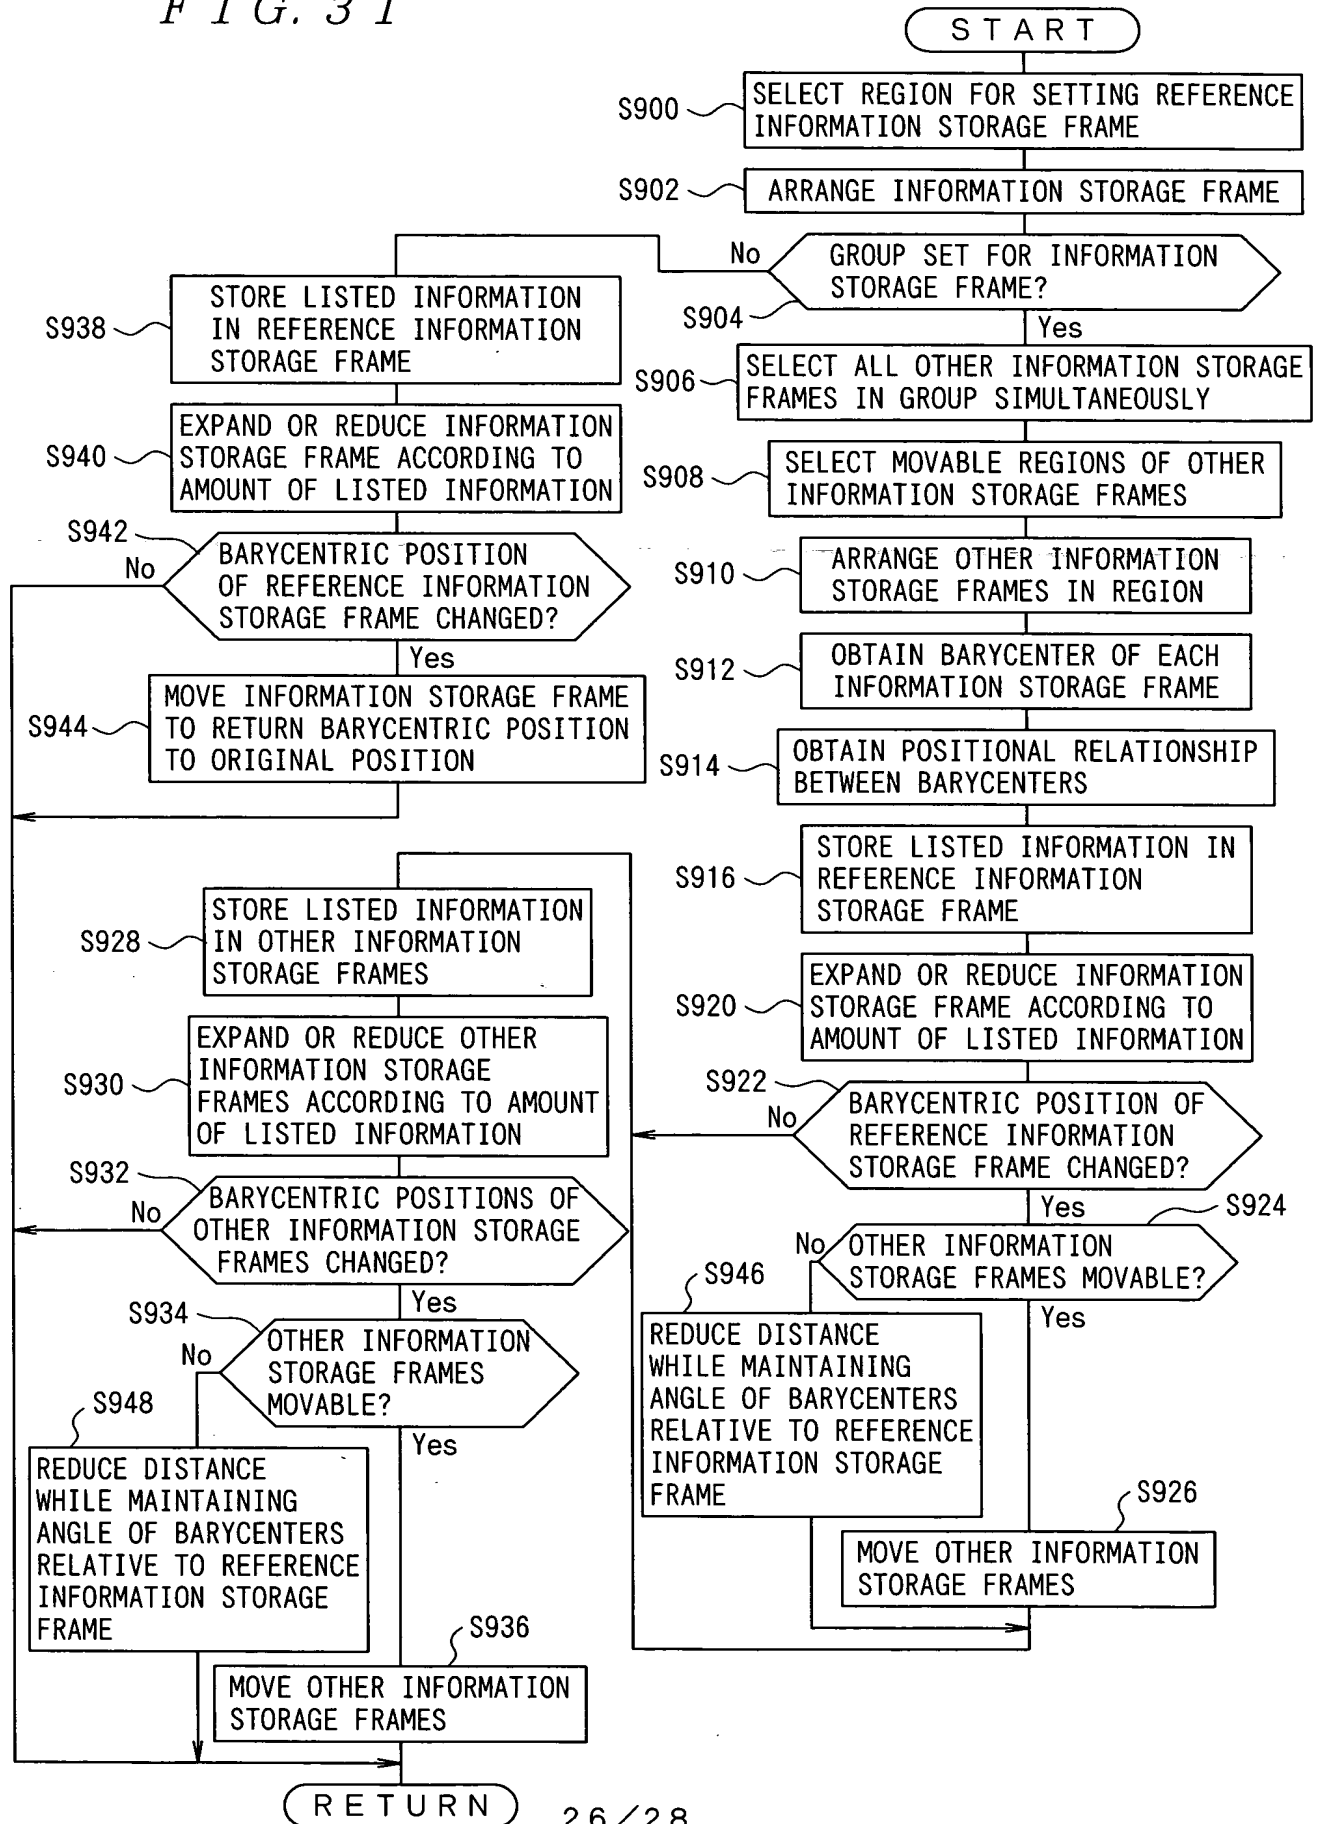 FIG. 31
START
S900
SELECT REGION FOR SETTING REFERENCE
INFORMATION STORAGE FRAME
S902
ARRANGE INFORMATION STORAGE FRAME
No
GROUP SET FOR INFORMATION
STORAGE FRAME?
S904
Yes
S906
SELECT ALL OTHER INFORMATION STORAGE
FRAMES IN GROUP SIMULTANEOUSLY
S908
SELECT MOVABLE REGIONS OF OTHER
INFORMATION STORAGE FRAMES
S910
ARRANGE OTHER INFORMATION
STORAGE FRAMES IN REGION
S912
OBTAIN BARYCENTER OF EACH
INFORMATION STORAGE FRAME
S914
OBTAIN POSITIONAL RELATIONSHIP
BETWEEN BARYCENTERS
S916
STORE LISTED INFORMATION IN
REFERENCE INFORMATION
STORAGE FRAME
S920
EXPAND OR REDUCE INFORMATION
STORAGE FRAME ACCORDING TO
AMOUNT OF LISTED INFORMATION
S922
No
BARYCENTRIC POSITION OF
REFERENCE INFORMATION
STORAGE FRAME CHANGED?
Yes
S924
No
OTHER INFORMATION
STORAGE FRAMES MOVABLE?
Yes
S946
REDUCE DISTANCE
WHILE MAINTAINING
ANGLE OF BARYCENTERS
RELATIVE TO REFERENCE
INFORMATION STORAGE
FRAME
S926
MOVE OTHER INFORMATION
STORAGE FRAMES
S938
STORE LISTED INFORMATION
IN REFERENCE INFORMATION
STORAGE FRAME
S940
EXPAND OR REDUCE INFORMATION
STORAGE FRAME ACCORDING TO
AMOUNT OF LISTED INFORMATION
S942
No
BARYCENTRIC POSITION
OF REFERENCE INFORMATION
STORAGE FRAME CHANGED?
Yes
S944
MOVE INFORMATION STORAGE FRAME
TO RETURN BARYCENTRIC POSITION
TO ORIGINAL POSITION
S928
STORE LISTED INFORMATION
IN OTHER INFORMATION
STORAGE FRAMES
S930
EXPAND OR REDUCE OTHER
INFORMATION STORAGE
FRAMES ACCORDING TO AMOUNT
OF LISTED INFORMATION
S932
No
BARYCENTRIC POSITIONS OF
OTHER INFORMATION STORAGE
FRAMES CHANGED?
Yes
S934
No
OTHER INFORMATION
STORAGE FRAMES
MOVABLE?
Yes
S948
REDUCE DISTANCE
WHILE MAINTAINING
ANGLE OF BARYCENTERS
RELATIVE TO REFERENCE
INFORMATION STORAGE
FRAME
S936
MOVE OTHER INFORMATION
STORAGE FRAMES
RETURN
26/28